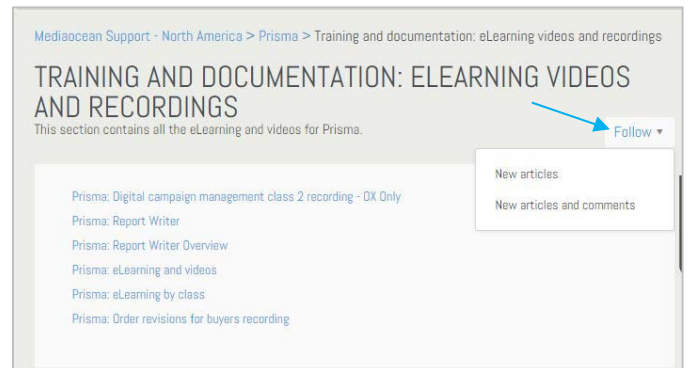 Mediaocean Support - North America > Prisma > Training and documentation: eLearning videos and recordings
TRAINING AND DOCUMENTATION: ELEARNING VIDEOS
AND RECORDINGS
This section contains all the eLearning and videos for Prisma.
Follow ▾
New articles
New articles and comments
Prisma: Digital campaign management class 2 recording - DX Only
Prisma: Report Writer
Prisma: Report Writer Overview
Prisma: eLearning and videos
Prisma: eLearning by class
Prisma: Order revisions for buyers recording